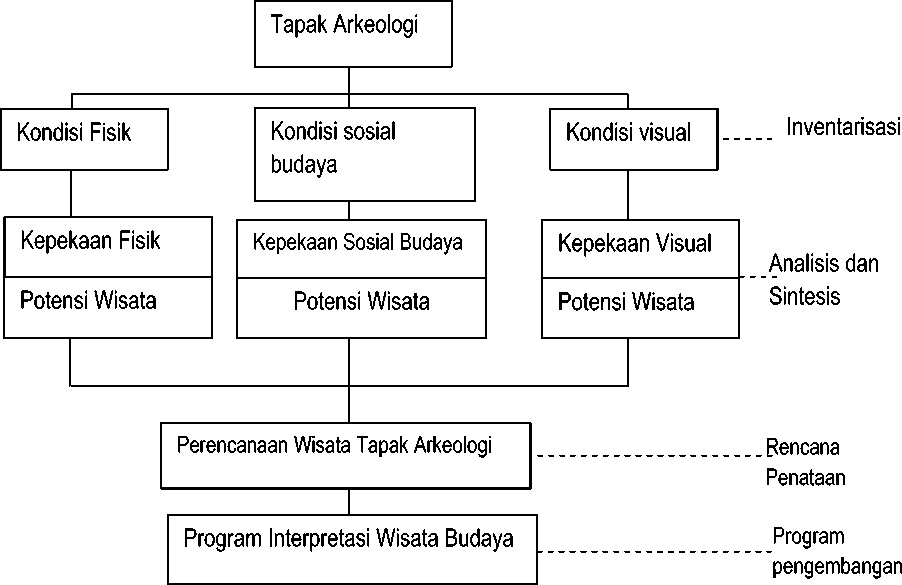 Tapak Arkeologi
Kondisi Fisik
Kondisi sosial
budaya
Kondisi visual
Inventarisasi
Kepekaan Fisik
Potensi Wisata
Kepekaan Sosial Budaya
Potensi Wisata
Kepekaan Visual
Potensi Wisata
Analisis dan
Sintesis
Perencanaan Wisata Tapak Arkeologi
Rencana
Penataan
Program Interpretasi Wisata Budaya
Program
pengembangan